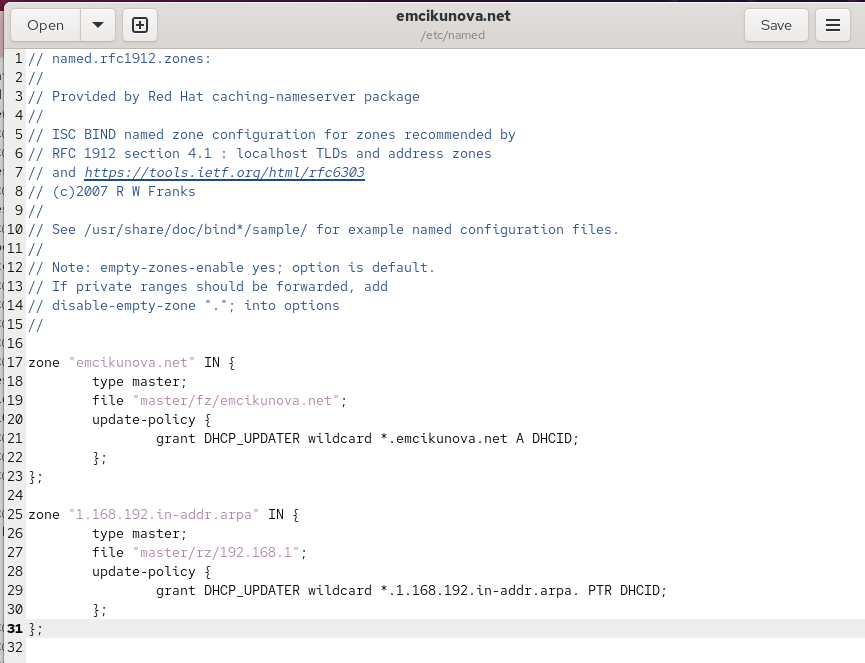 Open
emcikunova.net
/etc/named
Save
1 // named.rfc1912.zones:
2 //
3 // Provided by Red Hat caching-nameserver package
4 //
5 // ISC BIND named zone configuration for zones recommended by
6 // RFC 1912 section 4.1 : localhost TLDs and address zones
7 // and https://tools.ietf.org/html/rfc6303
8 // (c)2007 R W Franks
9 //
10 // See /usr/share/doc/bind*/sample/ for example named configuration files.
11 //
12 // Note: empty-zones-enable yes; option is default.
13 // If private ranges should be forwarded, add
14 // disable-empty-zone "."; into options
15 //
16
17 zone "emcikunova.net" IN {
18         type master;
19         file "master/fz/emcikunova.net";
20         update-policy {
21                 grant DHCP_UPDATER wildcard *.emcikunova.net A DHCID;
22         };
23 };
24
25 zone "1.168.192.in-addr.arpa" IN {
26         type master;
27         file "master/rz/192.168.1";
28         update-policy {
29                 grant DHCP_UPDATER wildcard *.1.168.192.in-addr.arpa. PTR DHCID;
30         };
31 };
32